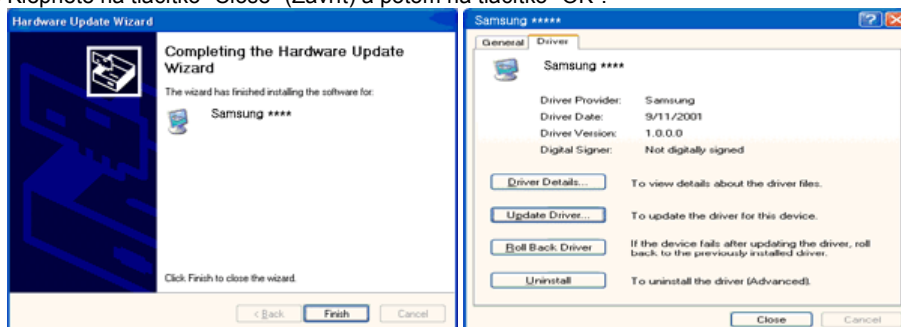 Klepněte na tlačítko "Close" (Zavřít) a potom na tlačítko "OK".
Hardware Update Wizard
Completing the Hardware Update
Wizard
The wizard has finished installing the software for:
Samsung ****
Click Finish to close the wizard.
< Back
Finish
Cancel
Samsung *****
General
Driver
Samsung ****
Driver Provider: Samsung
Driver Date: 9/11/2001
Driver Version: 1.0.0.0
Digital Signer: Not digitally signed
Driver Details... To view details about the driver files.
Update Driver... To update the driver for this device.
Roll Back Driver If the device fails after updating the driver, roll
back to the previously installed driver.
Uninstall To uninstall the driver (Advanced).
Close
Cancel